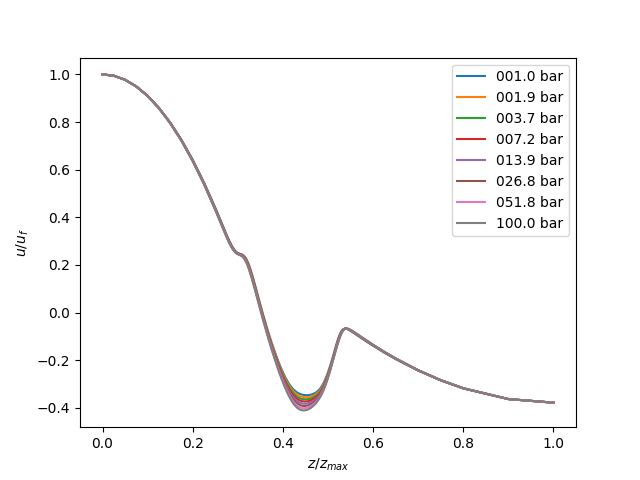 1.0
0.8
0.6
0.4
0.2
0.0
−0.2
−0.4
u/u_f
0.0 0.2 0.4 0.6 0.8 1.0
z/z_max
001.0 bar
001.9 bar
003.7 bar
007.2 bar
013.9 bar
026.8 bar
051.8 bar
100.0 bar